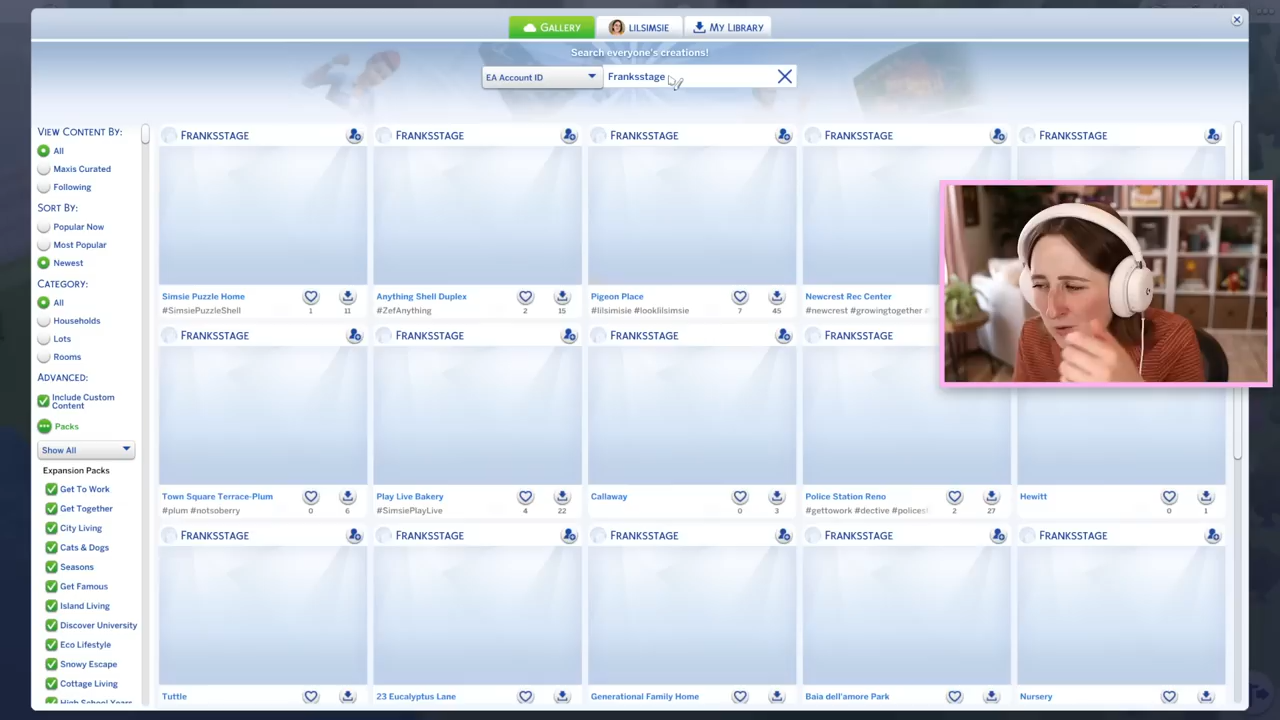 Gallery
LILSIMSIE
My Library
Search everyone's creations!
EA Account ID
Franksstage
View Content By:
All
Maxis Curated
Following
Sort By:
Popular Now
Most Popular
Newest
Category:
All
Households
Lots
Rooms
Advanced:
Include Custom
Content
Packs
Show All
Expansion Packs
Get To Work
Get Together
City Living
Cats & Dogs
Seasons
Get Famous
Island Living
Discover University
Eco Lifestyle
Snowy Escape
Cottage Living
High School Years
FRANKSSTAGE
FRANKSSTAGE
FRANKSSTAGE
FRANKSSTAGE
FRANKSSTAGE
Simsie Puzzle Home
#SimsiePuzzleShell
1
11
Anything Shell Duplex
#ZefAnything
2
15
Pigeon Place
#lilsimsie #looklilsimsie
7
45
Newcrest Rec Center
#newcrest #growingtogether
FRANKSSTAGE
FRANKSSTAGE
FRANKSSTAGE
FRANKSSTAGE
Town Square Terrace-Plum
#plum #notsoberry
0
6
Play Live Bakery
#SimsiePlayLive
4
22
Callaway
0
3
Police Station Reno
#gettowork #dective #policest
2
27
Hewitt
0
1
FRANKSSTAGE
FRANKSSTAGE
FRANKSSTAGE
FRANKSSTAGE
FRANKSSTAGE
Tuttle
23 Eucalyptus Lane
Generational Family Home
Baia dell'amore Park
Nursery